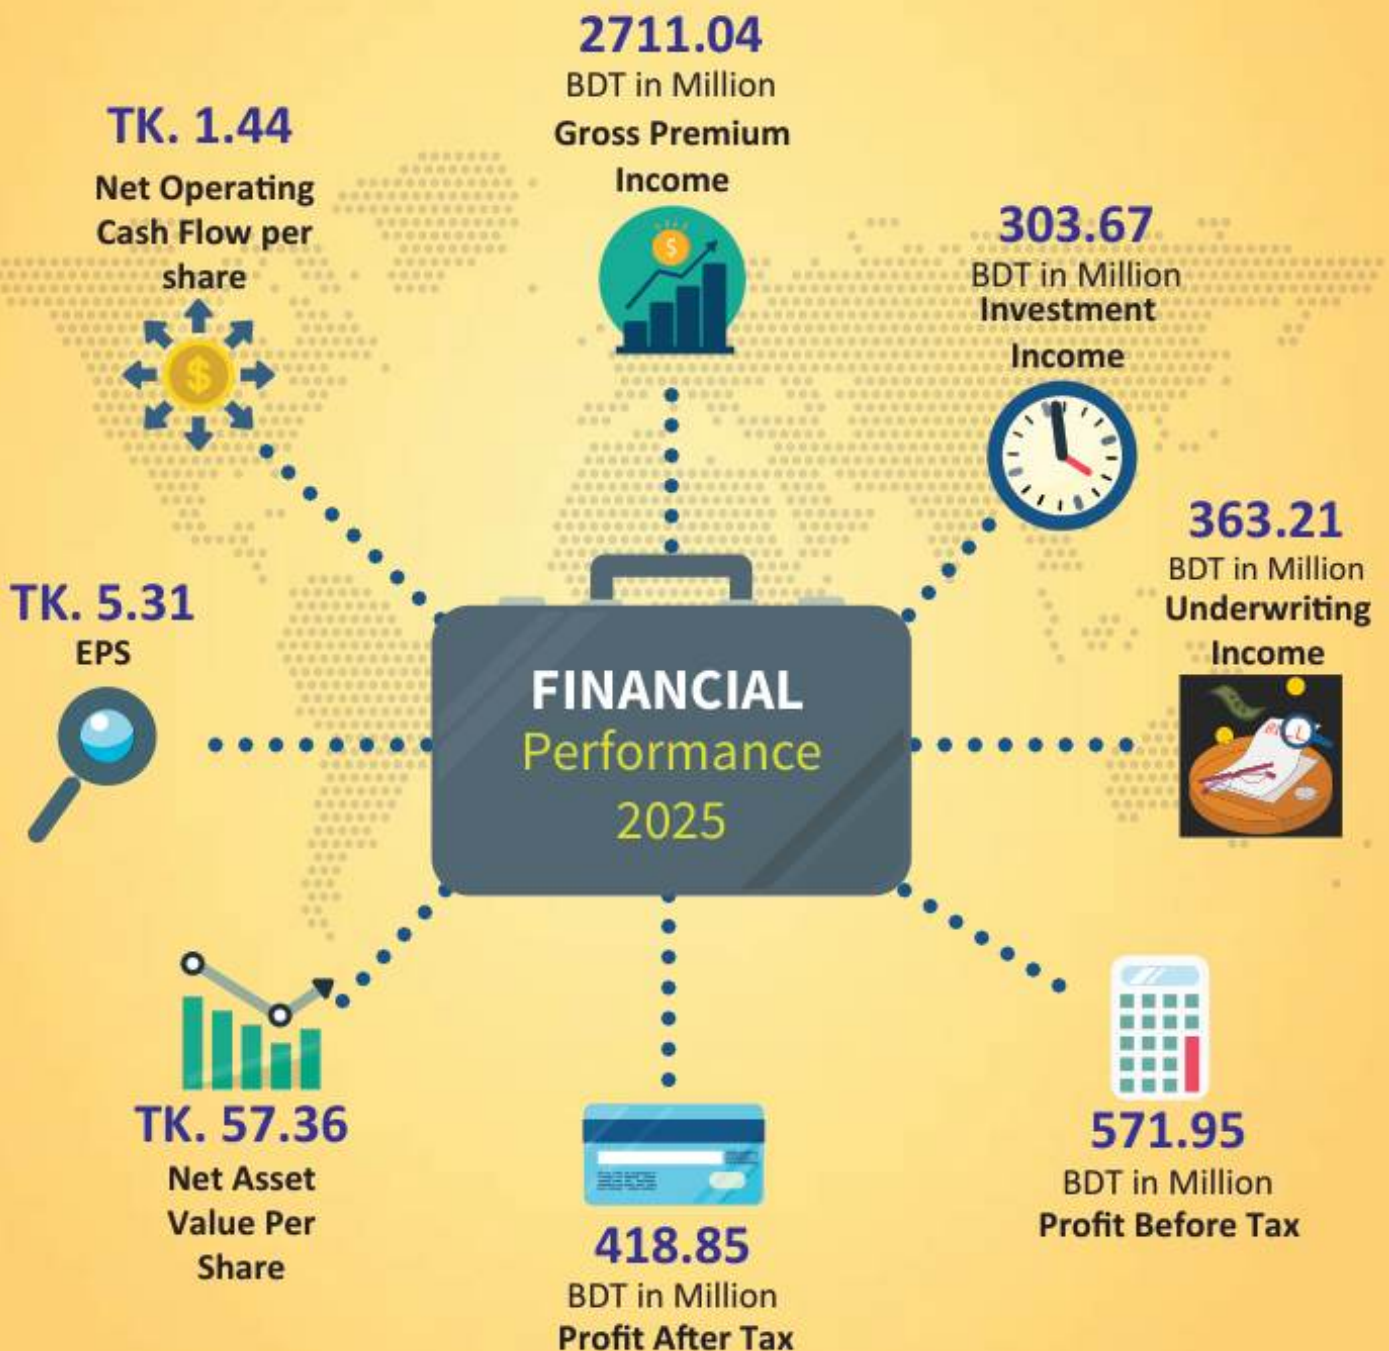 2711.04
BDT in Million
Gross Premium
Income
TK. 1.44
Net Operating
Cash Flow per
share
303.67
BDT in Million
Investment
Income
363.21
BDT in Million
Underwriting
Income
TK. 5.31
EPS
FINANCIAL
Performance
2025
TK. 57.36
Net Asset
Value Per
Share
418.85
BDT in Million
Profit After Tax
571.95
BDT in Million
Profit Before Tax